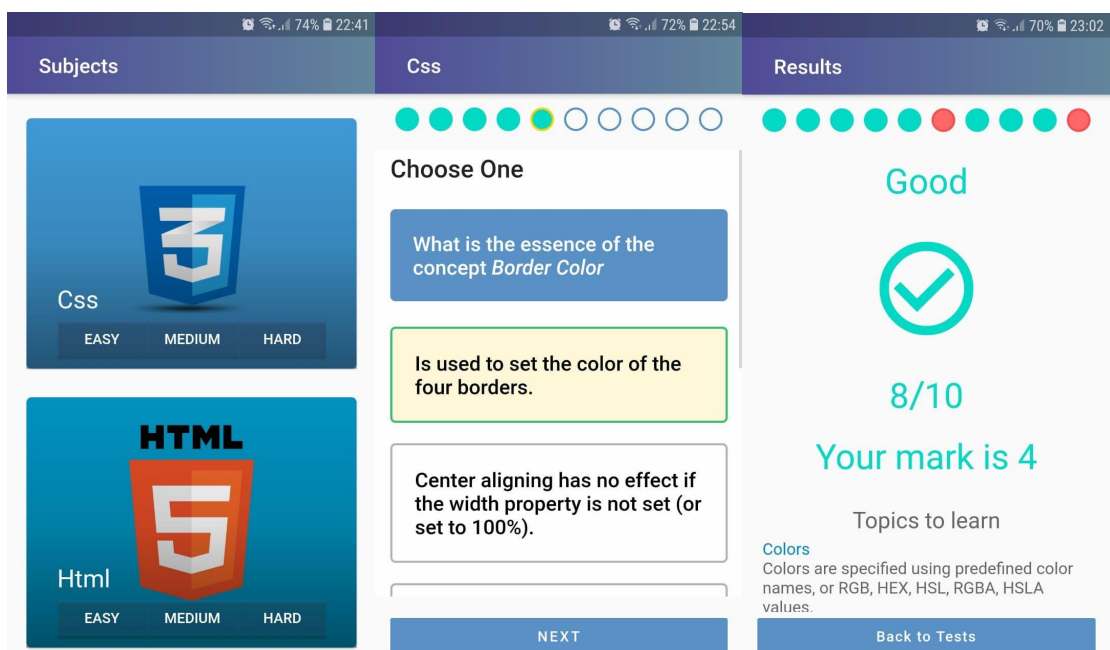 74% 22:41
Subjects
3
Css
EASY MEDIUM HARD
HTML
5
Html
EASY MEDIUM HARD
72% 22:54
Css
Choose One
What is the essence of the
concept Border Color
Is used to set the color of the
four borders.
Center aligning has no effect if
the width property is not set (or
set to 100%).
NEXT
70% 23:02
Results
Good
8/10
Your mark is 4
Topics to learn
Colors
Colors are specified using predefined color
names, or RGB, HEX, HSL, RGBA, HSLA
values.
Back to Tests